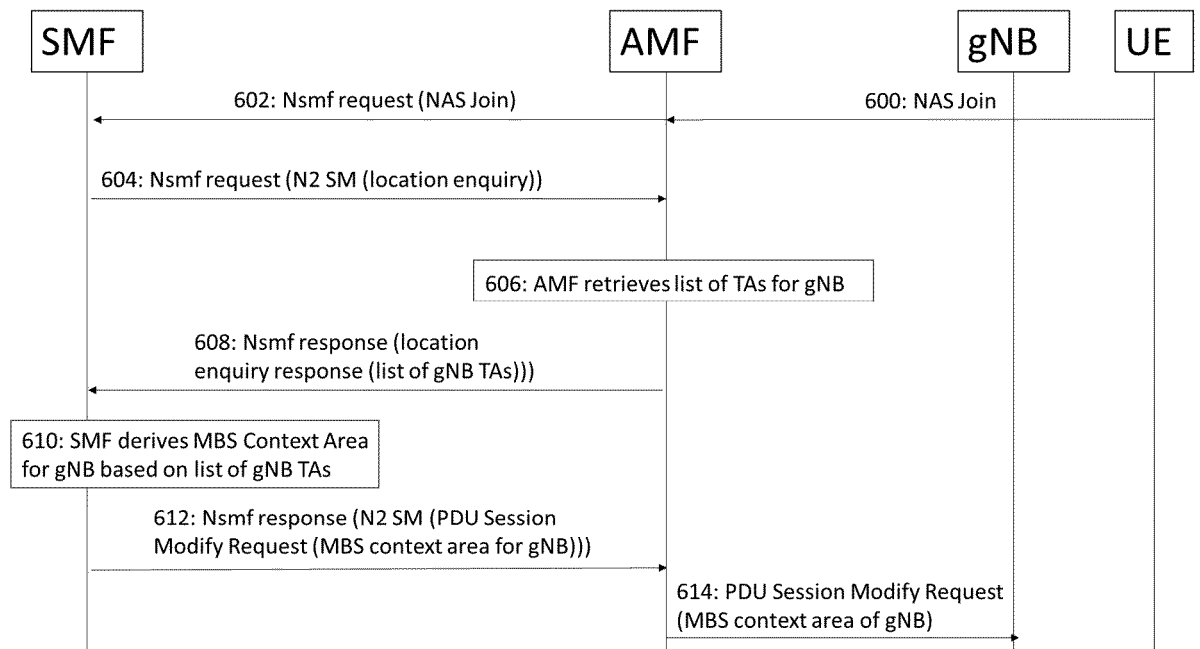 SMF
AMF
gNB
UE
602: Nsmf request (NAS Join)
600: NAS Join
604: Nsmf request (N2 SM (location enquiry))
606: AMF retrieves list of TAs for gNB
608: Nsmf response (location
enquiry response (list of gNB TAs)))
610: SMF derives MBS Context Area
for gNB based on list of gNB TAs
612: Nsmf response (N2 SM (PDU Session
Modify Request (MBS context area for gNB)))
614: PDU Session Modify Request
(MBS context area of gNB)